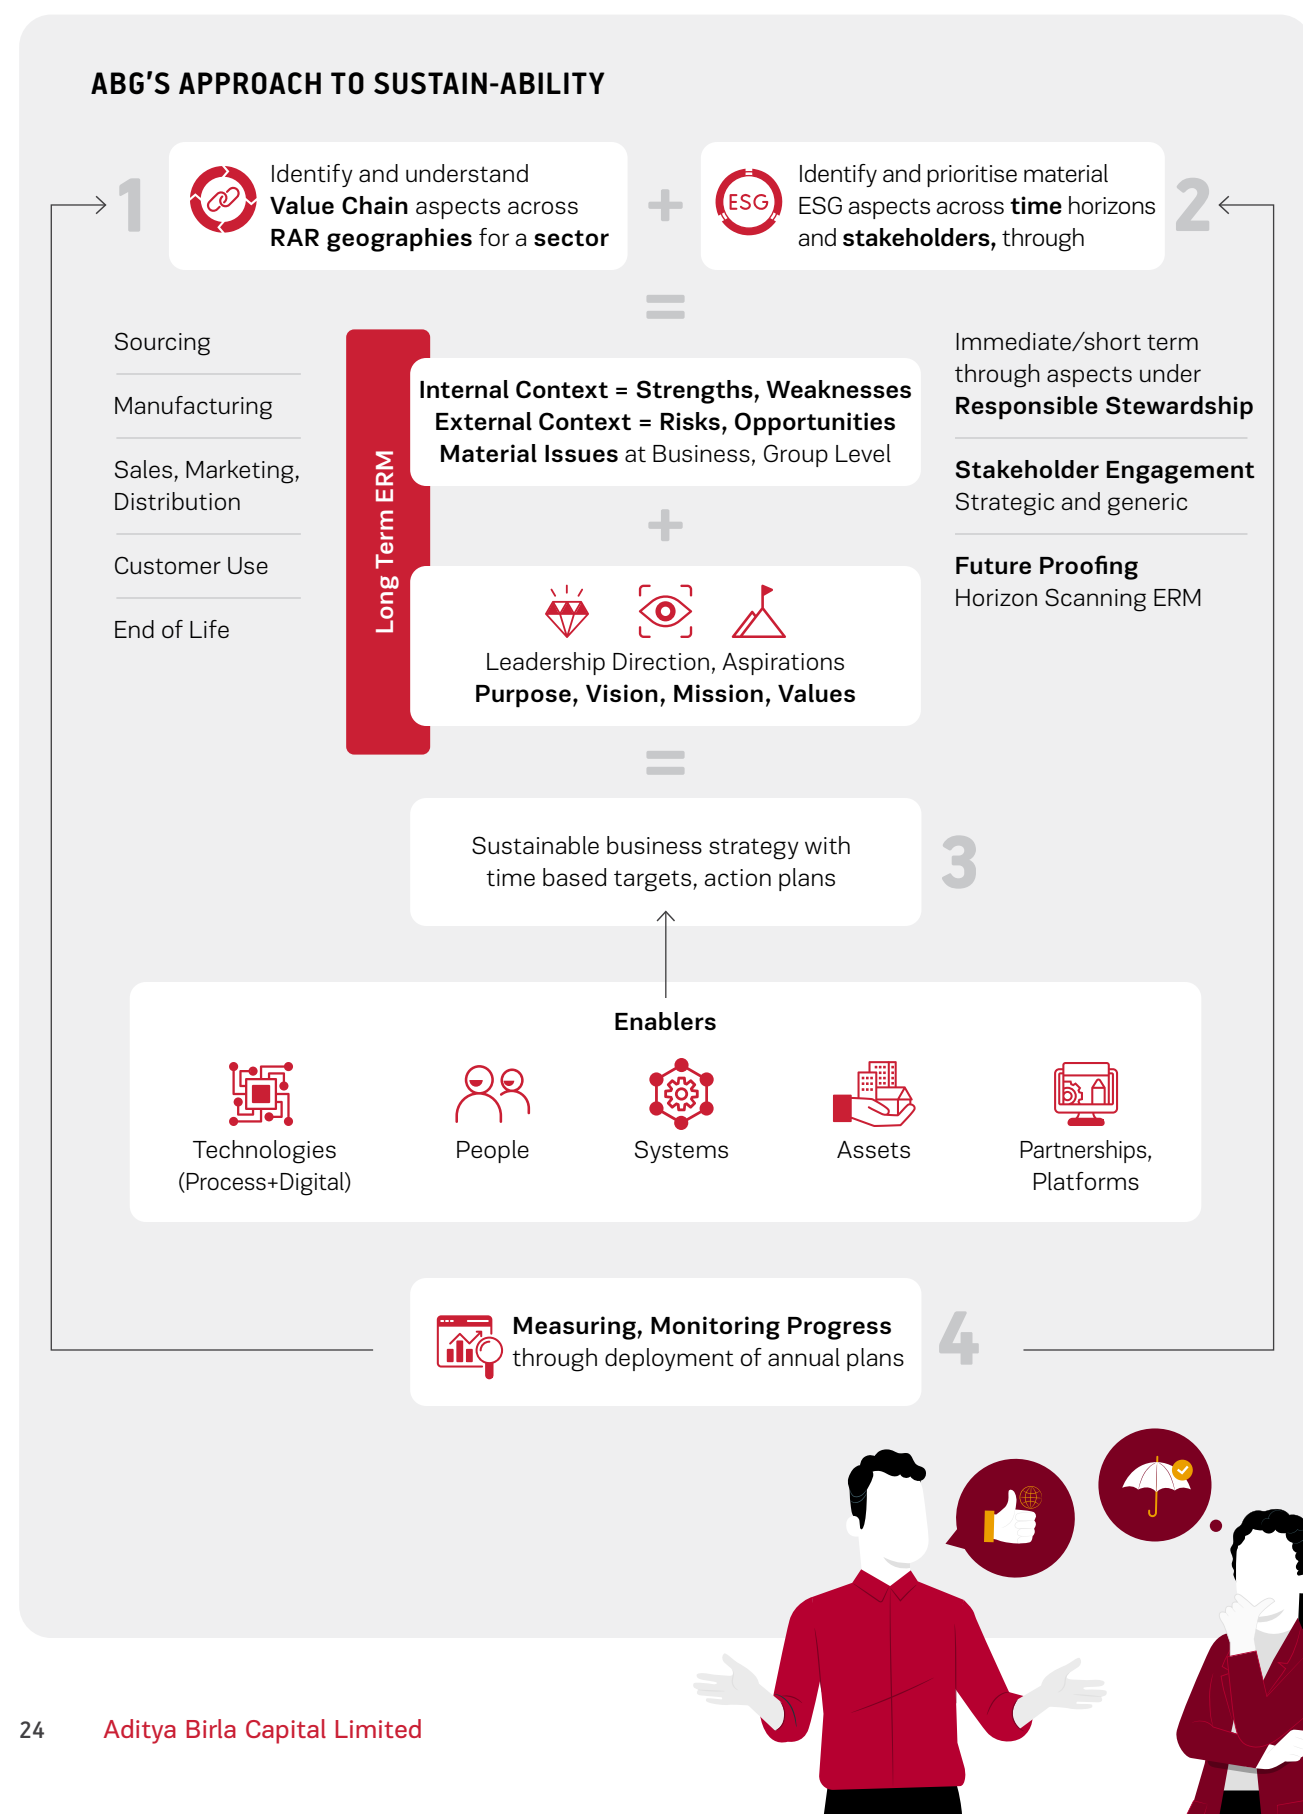 ABG'S APPROACH TO SUSTAIN-ABILITY
1
Identify and understand
Value Chain aspects across
RAR geographies for a sector
+
ESG
Identify and prioritise material
ESG aspects across time horizons
and stakeholders, through
2
=
Sourcing
Manufacturing
Sales, Marketing,
Distribution
Customer Use
End of Life
Long Term ERM
Internal Context = Strengths, Weaknesses
External Context = Risks, Opportunities
Material Issues at Business, Group Level
+
Leadership Direction, Aspirations
Purpose, Vision, Mission, Values
Immediate/short term
through aspects under
Responsible Stewardship
Stakeholder Engagement
Strategic and generic
Future Proofing
Horizon Scanning ERM
=
Sustainable business strategy with
time based targets, action plans
3
Enablers
Technologies
(Process+Digital)
People
Systems
Assets
Partnerships,
Platforms
Measuring, Monitoring Progress
through deployment of annual plans
4
24
Aditya Birla Capital Limited